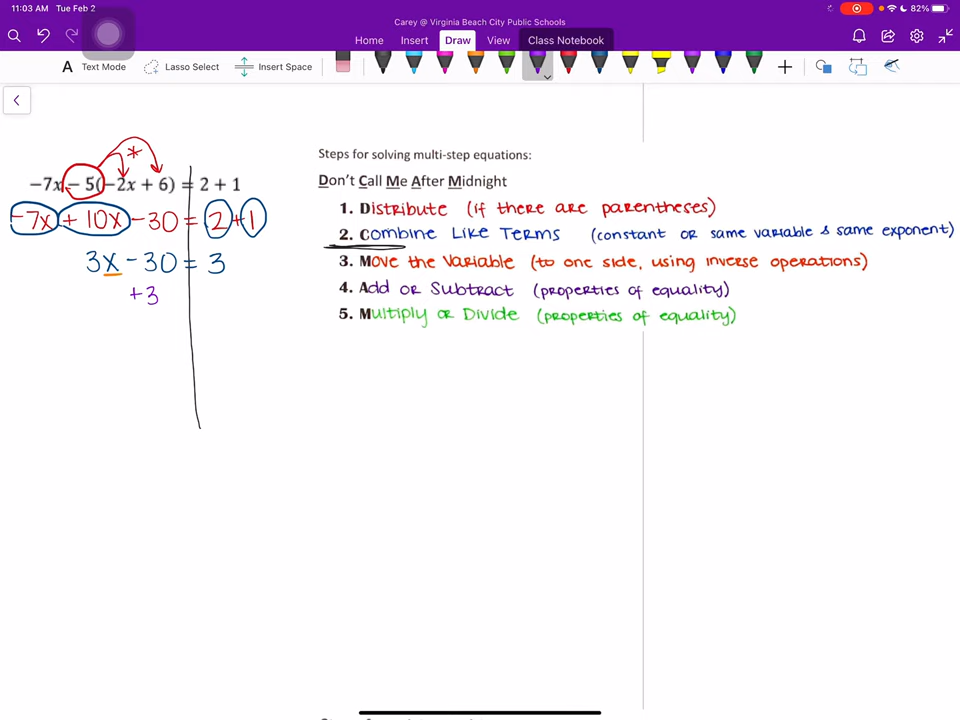 11:03 AM Tue Feb 2
82%
Carey @ Virginia Beach City Public Schools
Home Insert Draw View Class Notebook
A Text Mode Lasso Select Insert Space
Steps for solving multi-step equations:
Don't Call Me After Midnight
1. Distribute (if there are parentheses)
2. Combine Like Terms (constant or same variable & same exponent)
3. Move the Variable (to one side, using inverse operations)
4. Add or Subtract (properties of equality)
5. Multiply or Divide (properties of equality)
*
−7x − 5(−2x + 6) = 2 + 1
-7x + 10x - 30 = 2 + 1
3x - 30 = 3
+3